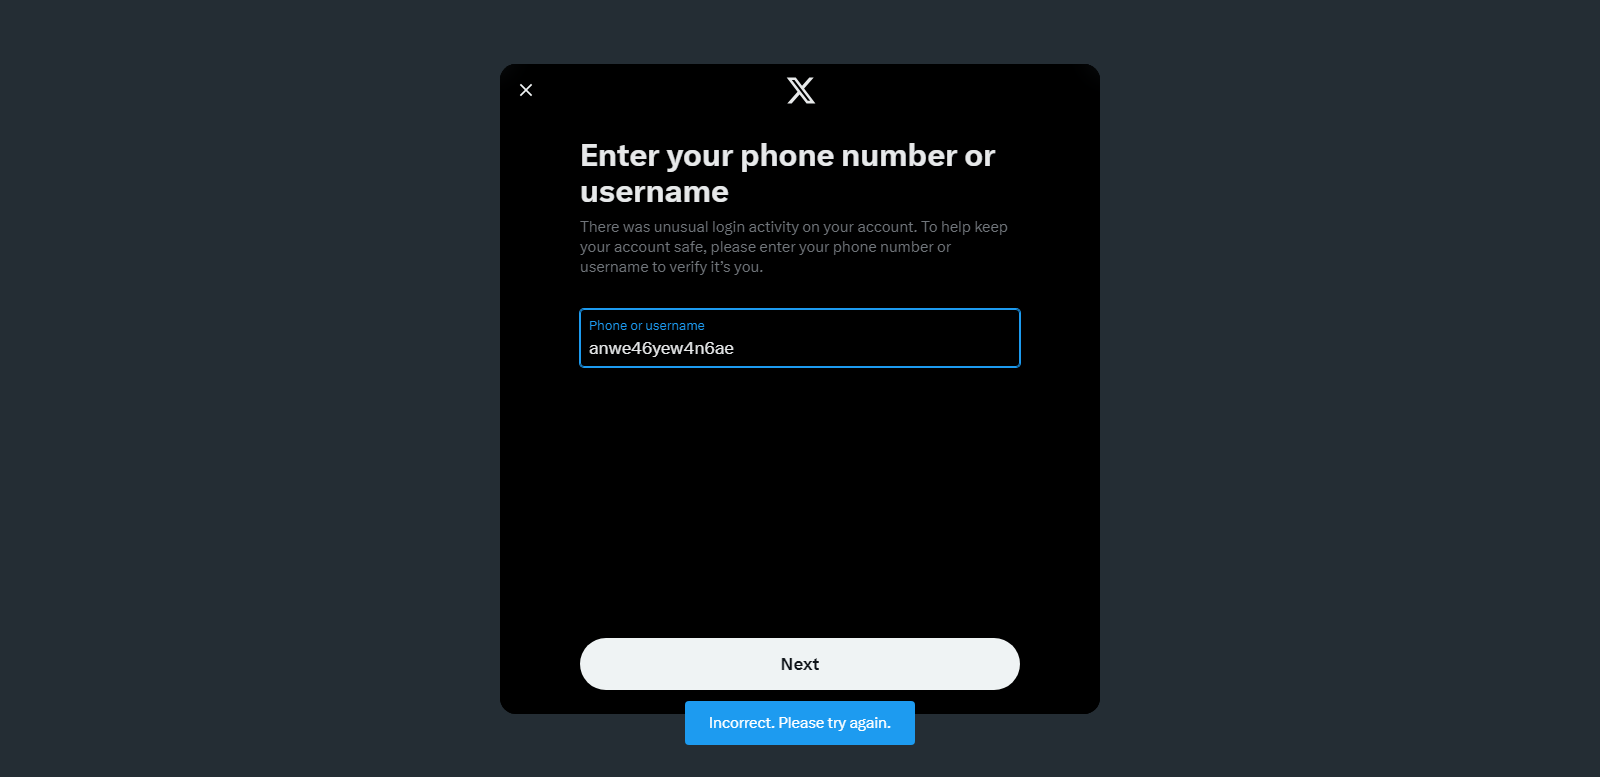 Enter your phone number or
username
There was unusual login activity on your account. To help keep
your account safe, please enter your phone number or
username to verify it’s you.
Phone or username
anwe46yew4n6ae
Next
Incorrect. Please try again.